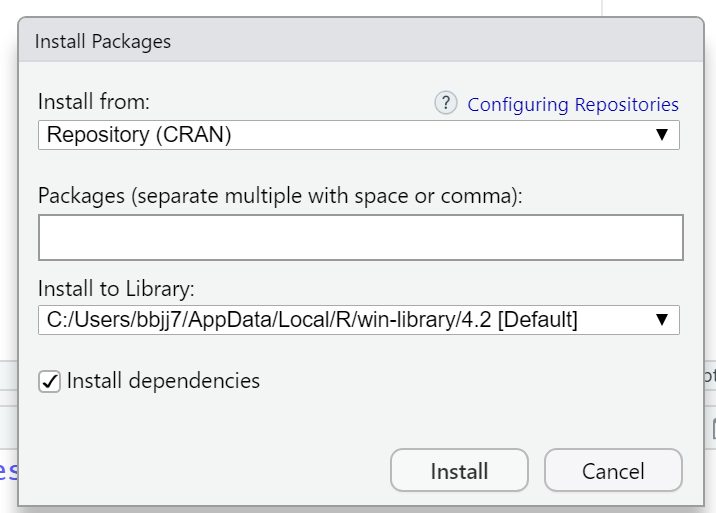 Install Packages
Install from:
? Configuring Repositories
Repository (CRAN)
Packages (separate multiple with space or comma):
Install to Library:
C:/Users/bbjj7/AppData/Local/R/win-library/4.2 [Default]
Install dependencies
Install
Cancel